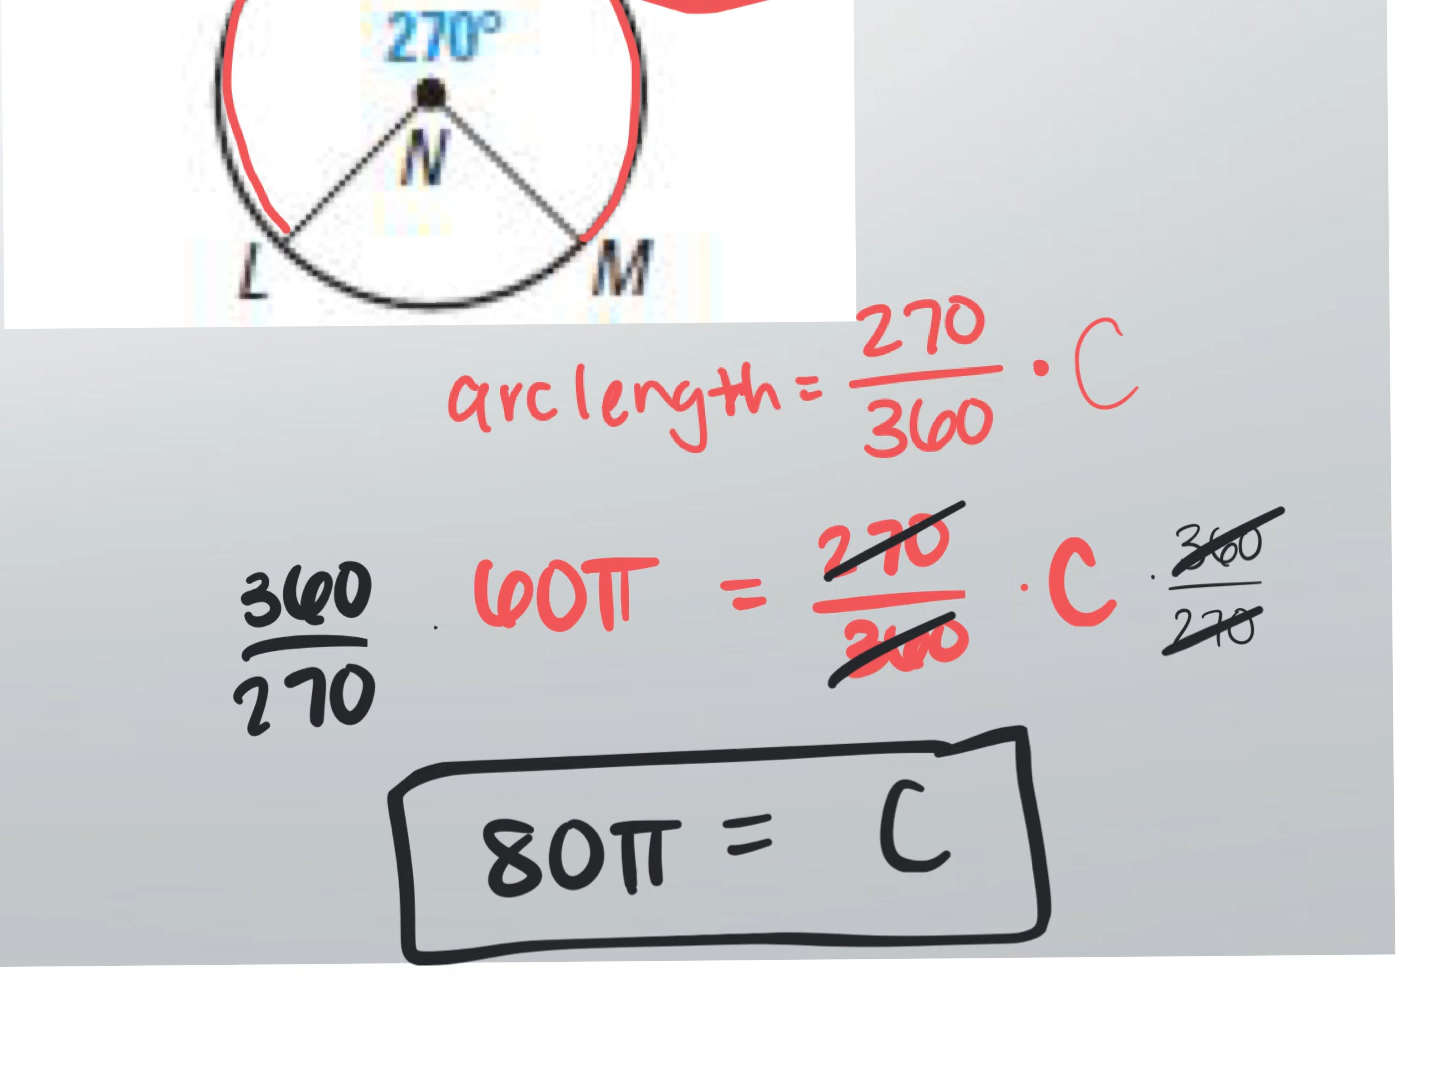 270°
N
L M
arc length = 270/360 · C
360/270 · 60π = 270/360 · C · 360/270
80π = C